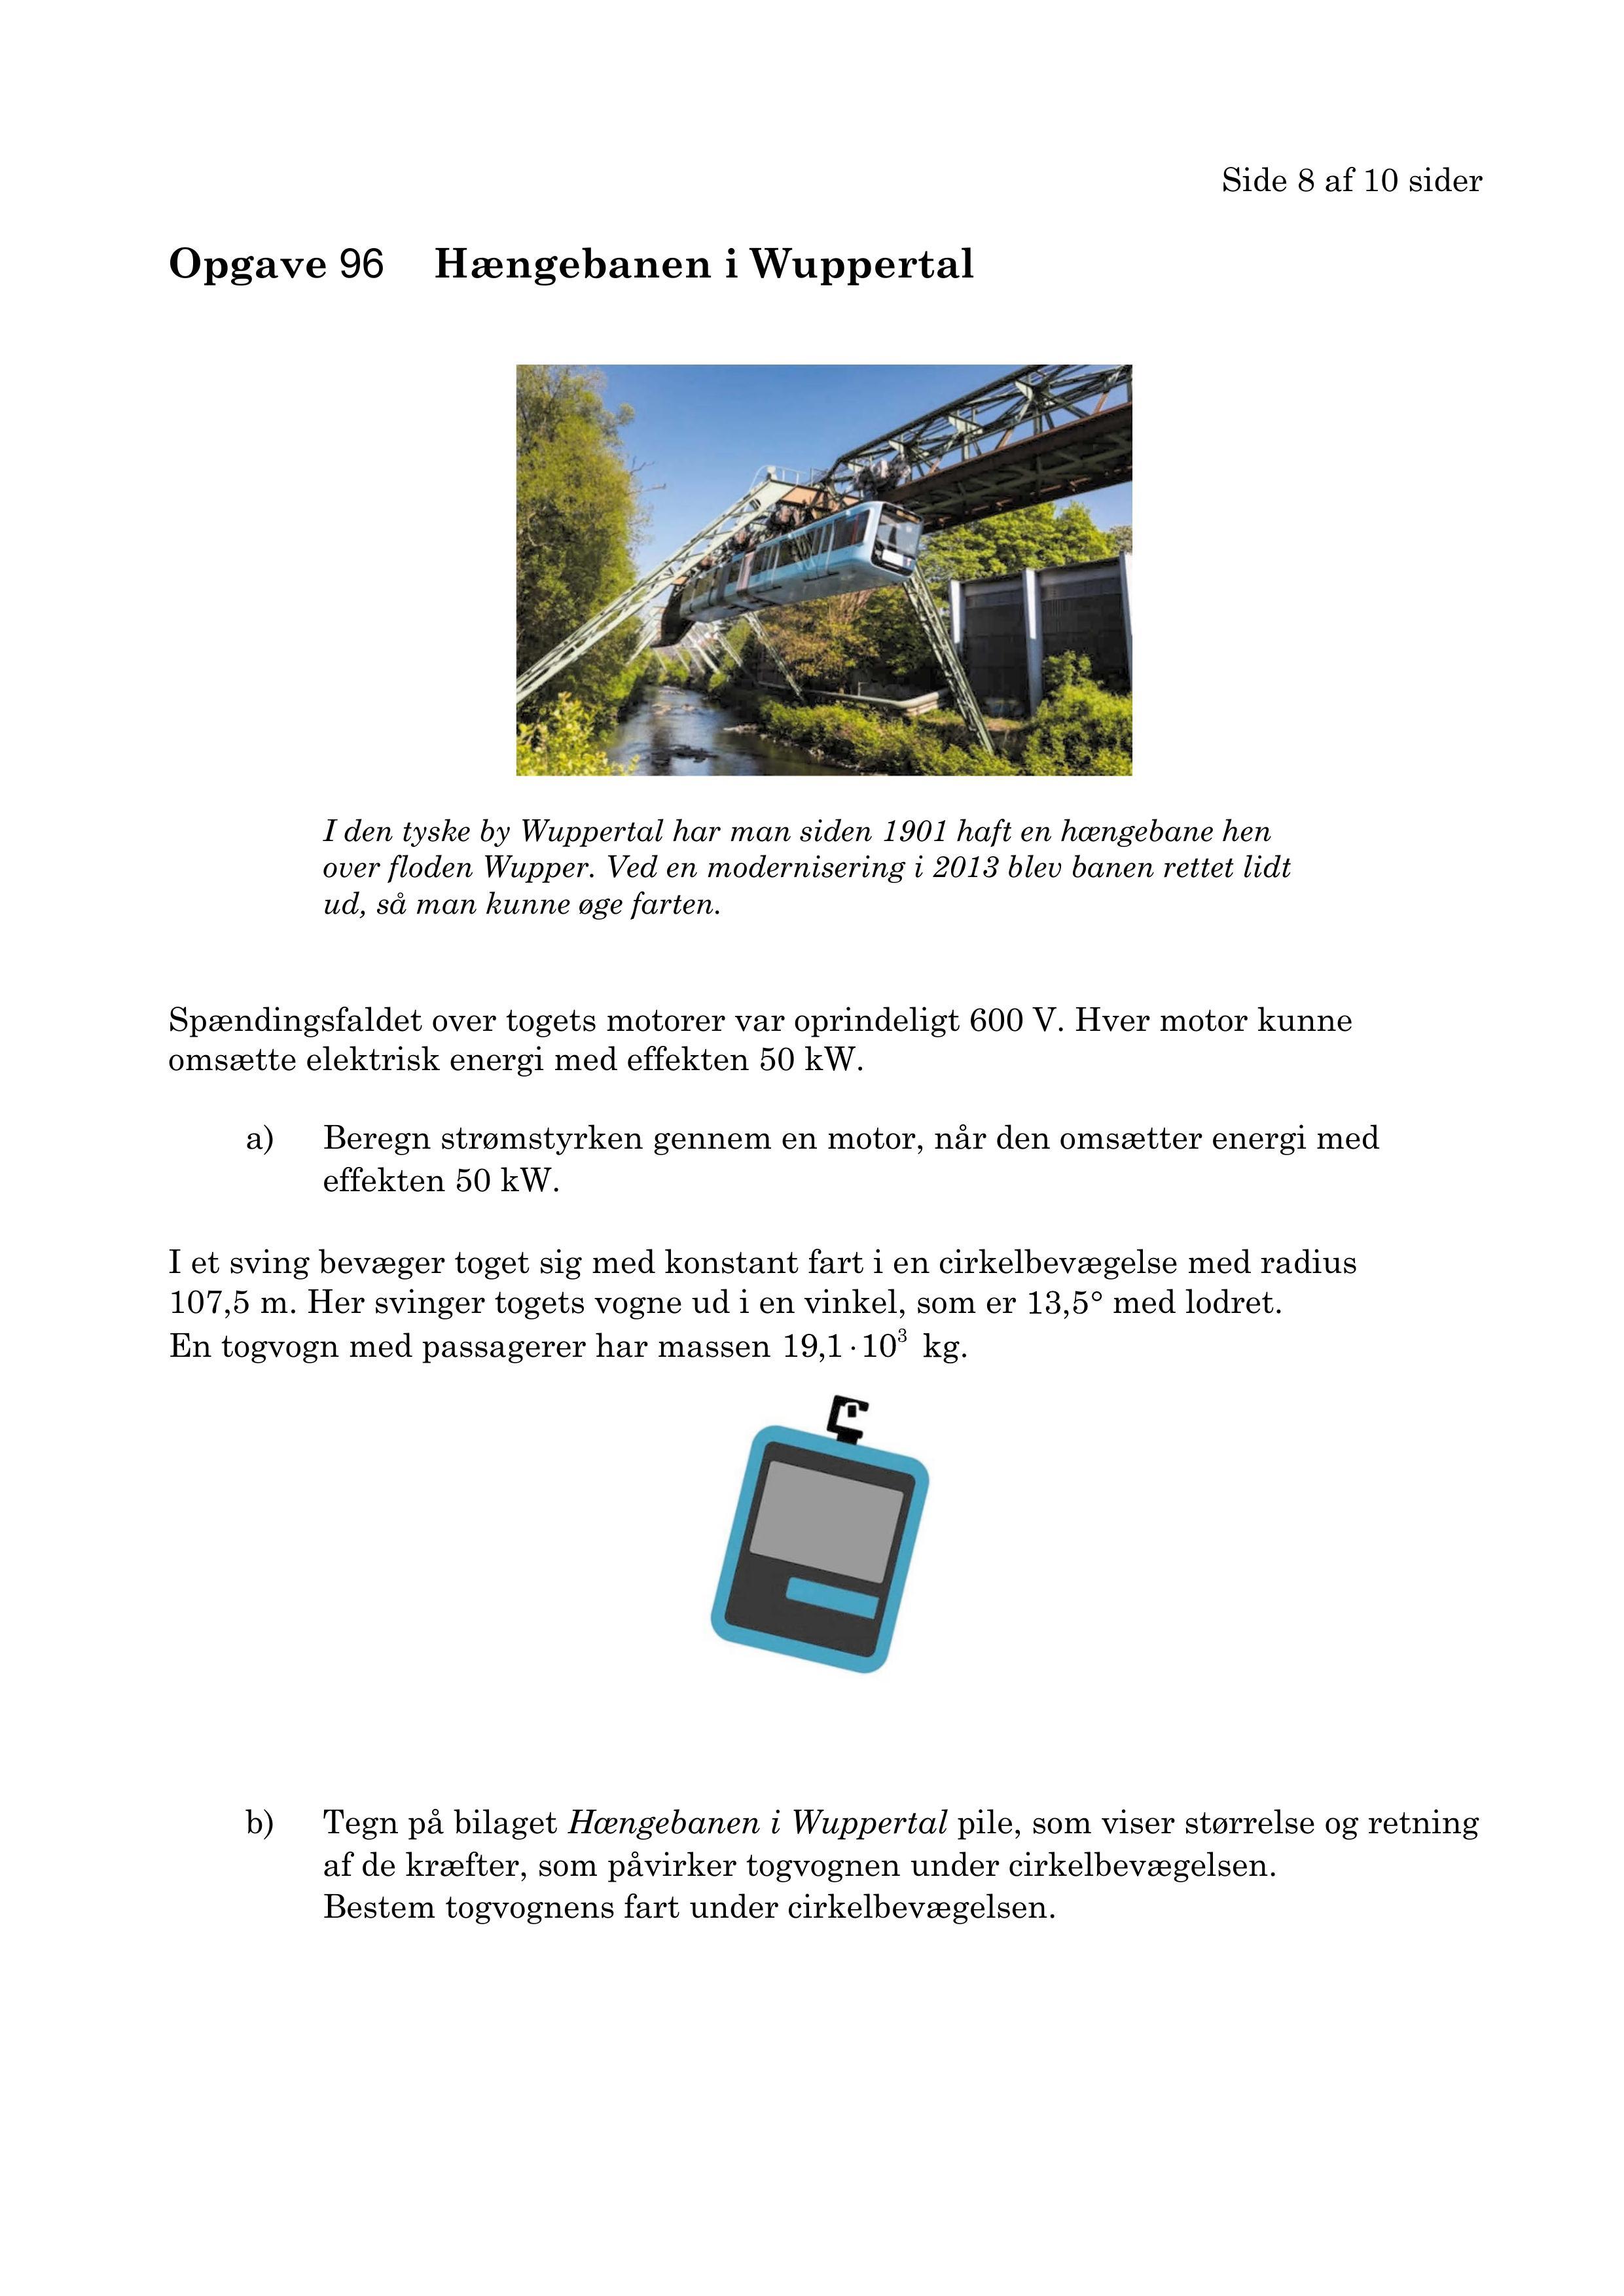 Side 8 af 10 sider
Opgave 96 Hængebanen i Wuppertal
I den tyske by Wuppertal har man siden 1901 haft en hængebane hen
over floden Wupper. Ved en modernisering i 2013 blev banen rettet lidt
ud, så man kunne øge farten.
Spændingsfaldet over togets motorer var oprindeligt 600 V. Hver motor kunne
omsætte elektrisk energi med effekten 50 kW.
a) Beregn strømstyrken gennem en motor, når den omsætter energi med
effekten 50 kW.
I et sving bevæger toget sig med konstant fart i en cirkelbevægelse med radius
107,5 m. Her svinger togets vogne ud i en vinkel, som er 13,5° med lodret.
En togvogn med passagerer har massen 19,1·10³ kg.
b) Tegn på bilaget Hængebanen i Wuppertal pile, som viser størrelse og retning
af de kræfter, som påvirker togvognen under cirkelbevægelsen.
Bestem togvognens fart under cirkelbevægelsen.